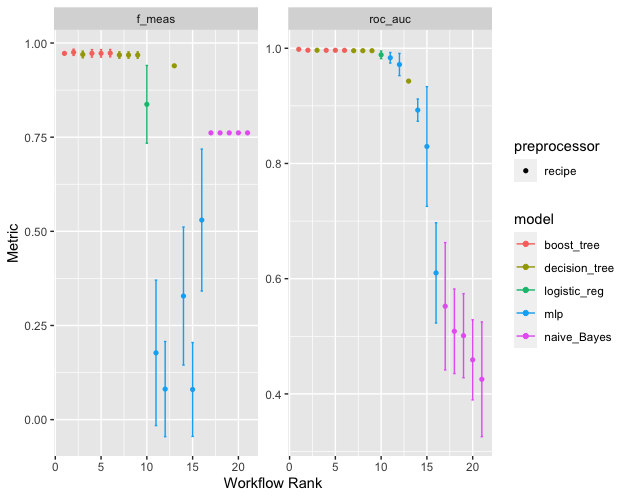 f_meas
roc_auc
1.00
0.75
0.50
0.25
0.00
1.0
0.8
0.6
0.4
0
5
10
15
20
0
5
10
15
20
Metric
Workflow Rank
preprocessor
recipe
model
boost_tree
decision_tree
logistic_reg
mlp
naive_Bayes